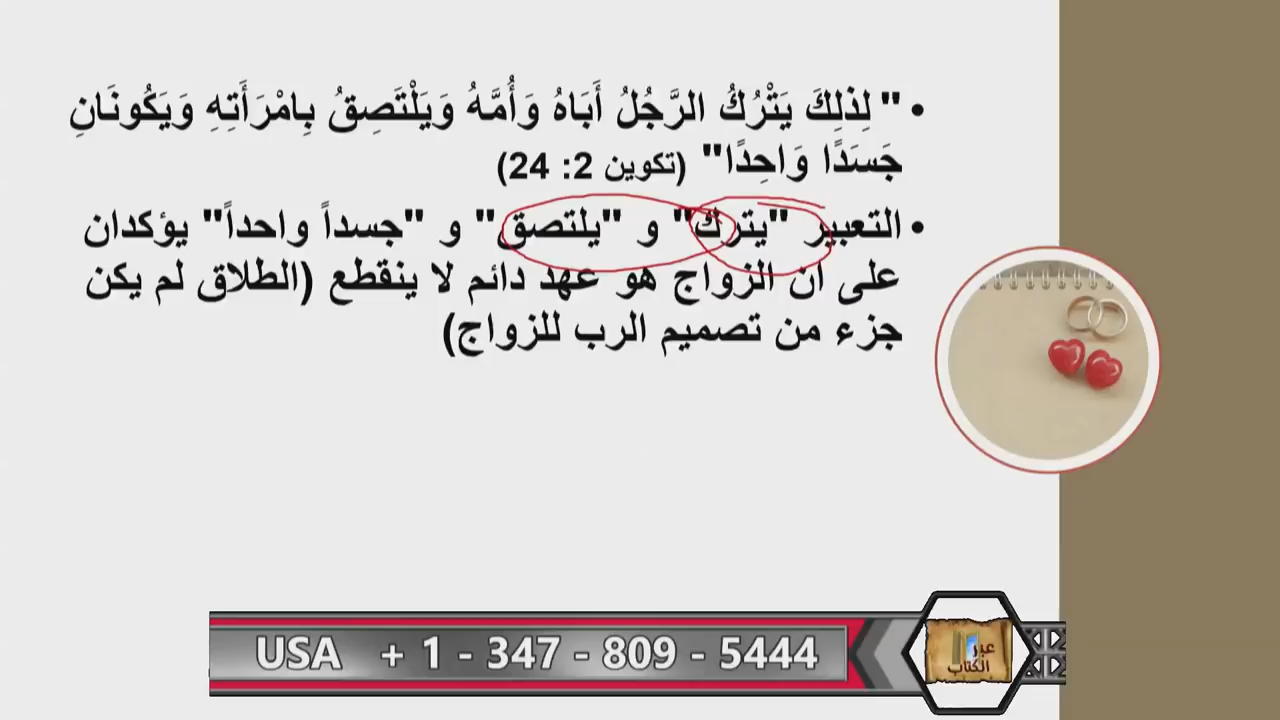 • " لِذلِكَ يَتْرُكُ الرَّجُلُ أَبَاهُ وَأُمَّهُ وَيَلْتَصِقُ بِامْرَأَتِهِ وَيَكُونَانِ
جَسَدًا وَاحِدًا" (تكوين 2: 24)
• التعبير "يترك" و "يلتصق" و "جسداً واحداً" يؤكدان
على ان الزواج هو عهد دائم لا ينقطع (الطلاق لم يكن
جزء من تصميم الرب للزواج)
USA + 1 - 347 - 809 - 5444
عبر
الكتاب